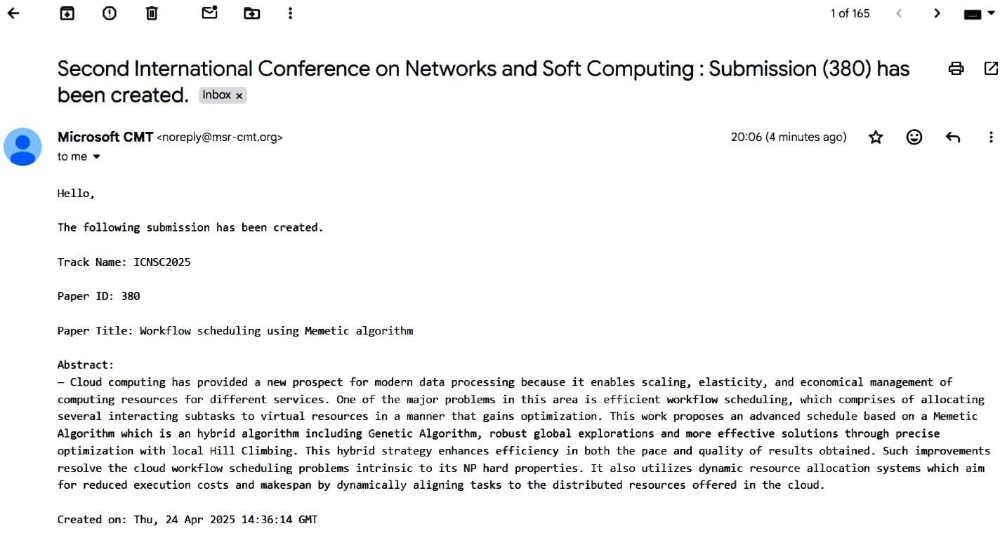 1 of 165
Second International Conference on Networks and Soft Computing : Submission (380) has
been created. Inbox x
Microsoft CMT <noreply@msr-cmt.org>
20:06 (4 minutes ago)
to me
Hello,
The following submission has been created.
Track Name: ICNSC2025
Paper ID: 380
Paper Title: Workflow scheduling using Memetic algorithm
Abstract:
— Cloud computing has provided a new prospect for modern data processing because it enables scaling, elasticity, and economical management of
computing resources for different services. One of the major problems in this area is efficient workflow scheduling, which comprises of allocating
several interacting subtasks to virtual resources in a manner that gains optimization. This work proposes an advanced schedule based on a Memetic
Algorithm which is an hybrid algorithm including Genetic Algorithm, robust global explorations and more effective solutions through precise
optimization with local Hill Climbing. This hybrid strategy enhances efficiency in both the pace and quality of results obtained. Such improvements
resolve the cloud workflow scheduling problems intrinsic to its NP hard properties. It also utilizes dynamic resource allocation systems which aim
for reduced execution costs and makespan by dynamically aligning tasks to the distributed resources offered in the cloud.
Created on: Thu, 24 Apr 2025 14:36:14 GMT